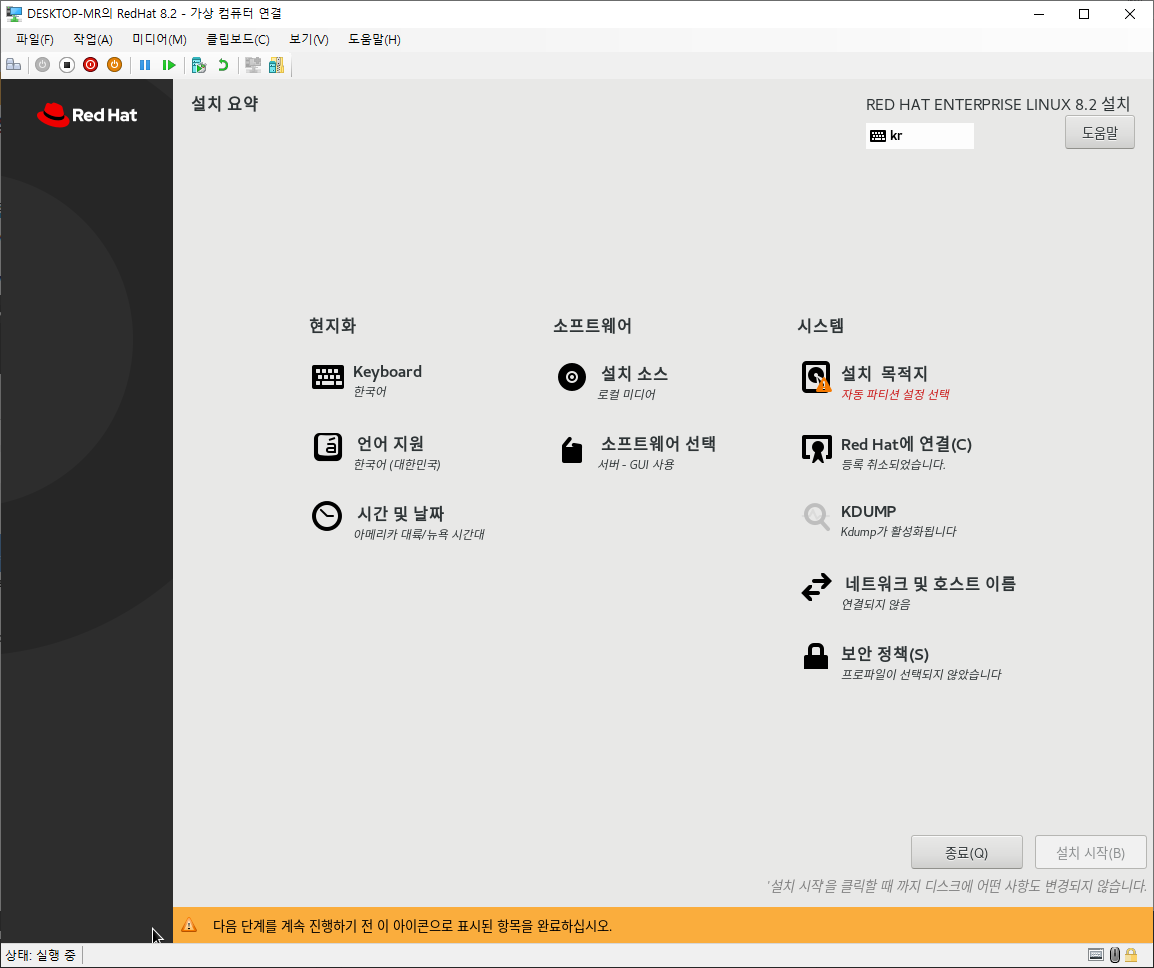 DESKTOP-MR의 RedHat 8.2 - 가상 컴퓨터 연결
파일(F) 작업(A) 미디어(M) 클립보드(C) 보기(V) 도움말(H)
Red Hat
설치 요약
RED HAT ENTERPRISE LINUX 8.2 설치
kr
도움말
현지화
Keyboard
한국어
언어 지원
한국어 (대한민국)
시간 및 날짜
아메리카 대륙/뉴욕 시간대
소프트웨어
설치 소스
로컬 미디어
소프트웨어 선택
서버 - GUI 사용
시스템
설치 목적지
자동 파티션 설정 선택
Red Hat에 연결(C)
등록 취소되었습니다.
KDUMP
Kdump가 활성화됩니다
네트워크 및 호스트 이름
연결되지 않음
보안 정책(S)
프로파일이 선택되지 않았습니다
종료(Q)
설치 시작(B)
'설치 시작'을 클릭할 때 까지 디스크에 어떤 사항도 변경되지 않습니다.
다음 단계를 계속 진행하기 전 이 아이콘으로 표시된 항목을 완료하십시오.
상태: 실행 중